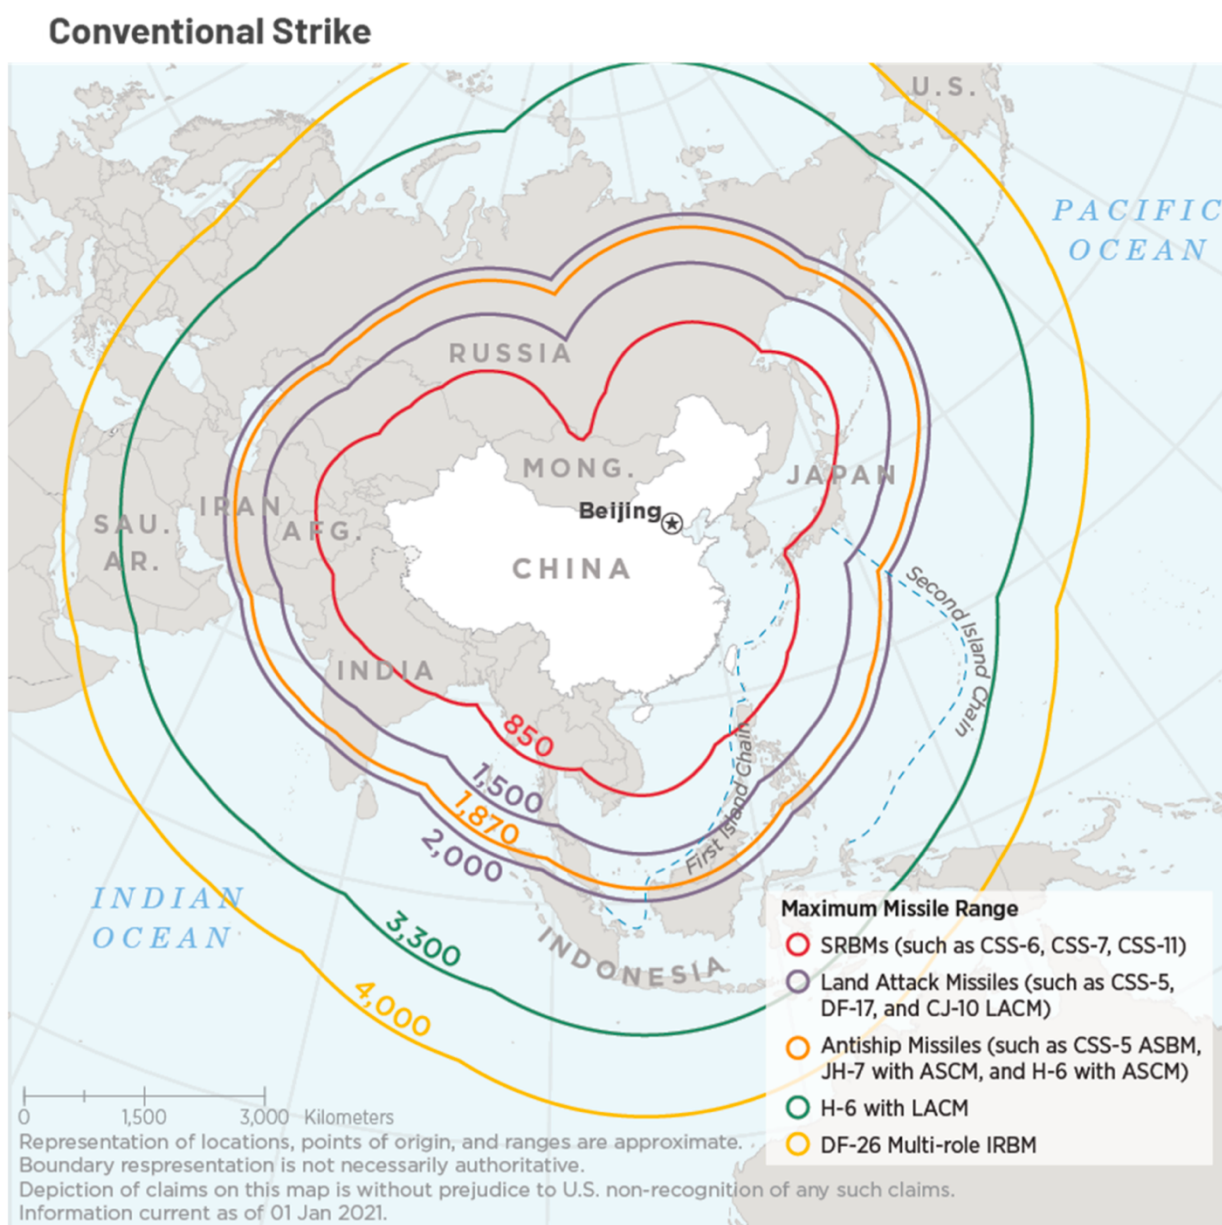 Conventional Strike
U.S.
PACIFIC
OCEAN
RUSSIA
MONG.
JAPAN
IRAN
Beijing
SAU.
AR.
AFG.
CHINA
Second Island Chain
INDIA
850
First Island Chain
1,500
1,870
2,000
INDIAN
OCEAN
3,300
INDONESIA
4,000
Maximum Missile Range
SRBMs (such as CSS-6, CSS-7, CSS-11)
Land Attack Missiles (such as CSS-5,
DF-17, and CJ-10 LACM)
Antiship Missiles (such as CSS-5 ASBM,
JH-7 with ASCM, and H-6 with ASCM)
H-6 with LACM
DF-26 Multi-role IRBM
0 1,500 3,000 Kilometers
Representation of locations, points of origin, and ranges are approximate.
Boundary respresentation is not necessarily authoritative.
Depiction of claims on this map is without prejudice to U.S. non-recognition of any such claims.
Information current as of 01 Jan 2021.